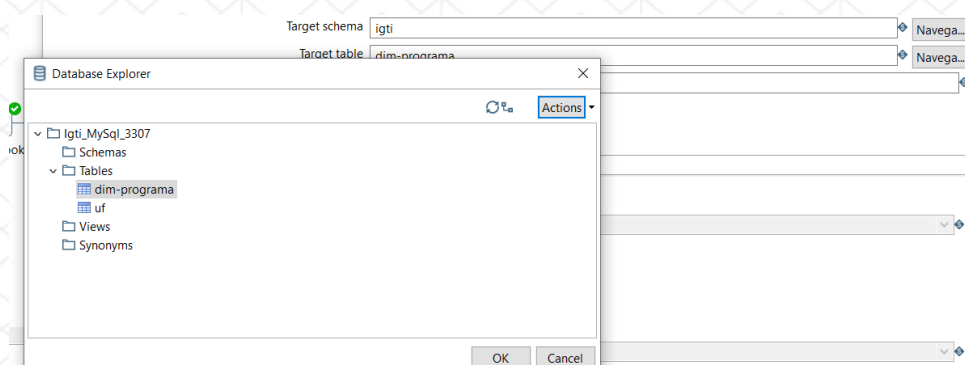 Target schema igti Navega...
Target table dim-programa Navega...
Database Explorer
Actions
Igti_MySql_3307
Schemas
Tables
dim-programa
uf
Views
Synonyms
OK Cancel